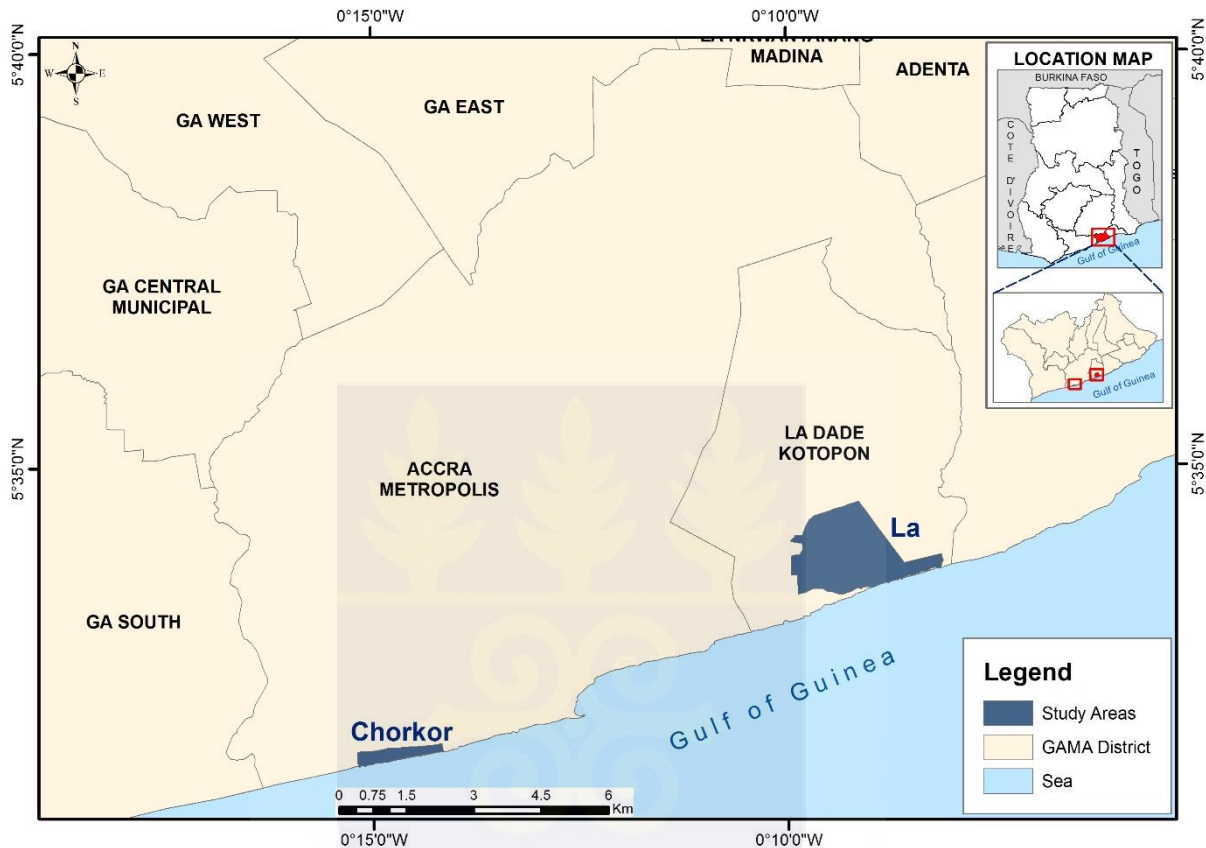 0°15'0"W
0°10'0"W
5°40'0"N
5°40'0"N
N
W
E
S
MADINA
ADENTA
GA EAST
GA WEST
LOCATION MAP
BURKINA FASO
COTE D'IVOIRE
TOGO
Gulf of Guinea
Gulf of Guinea
GA CENTRAL
MUNICIPAL
LA DADE
KOTOPON
ACCRA
METROPOLIS
5°35'0"N
5°35'0"N
La
GA SOUTH
Gulf of Guinea
Chorkor
Legend
Study Areas
GAMA District
Sea
0 0.75 1.5 3 4.5 6
Km
0°15'0"W
0°10'0"W